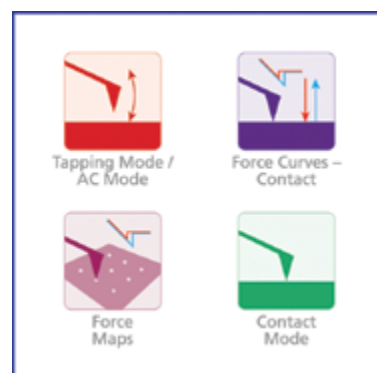 Tapping Mode /
AC Mode
Force Curves –
Contact
Force
Maps
Contact
Mode